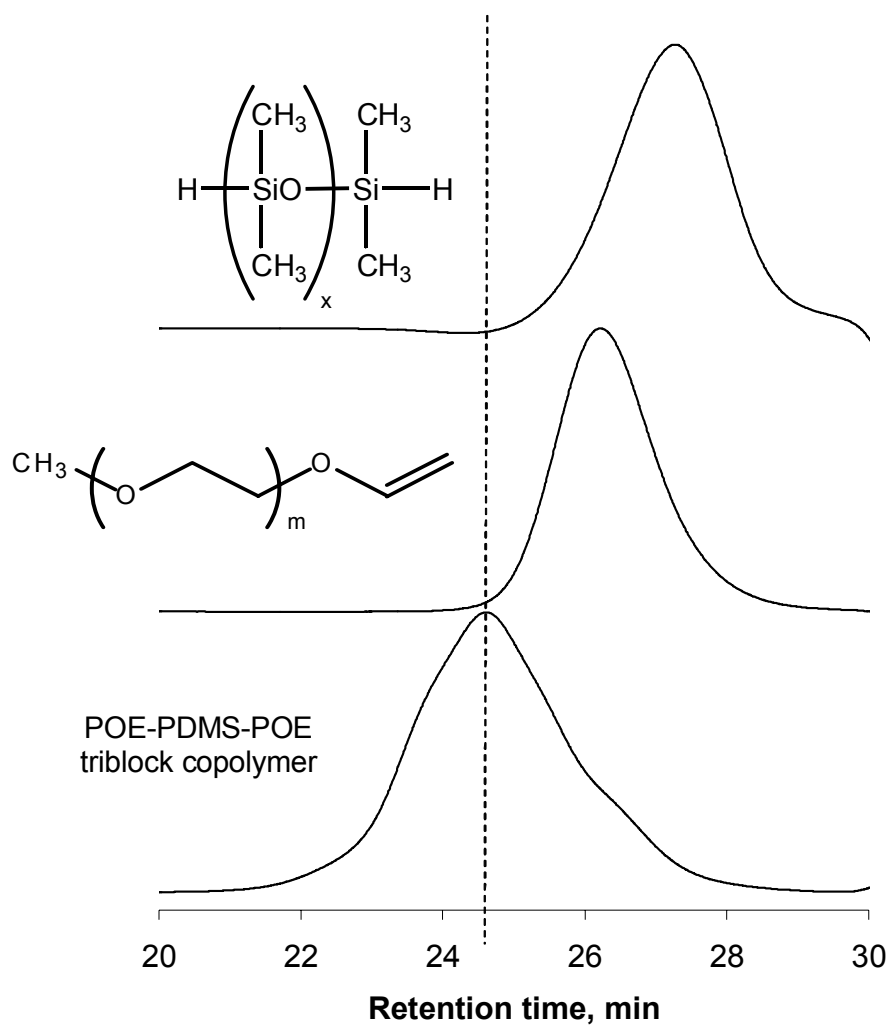 CH3 CH3
H SiO Si H
CH3 CH3
x
CH3 O O
m
POE-PDMS-POE
triblock copolymer
20 22 24 26 28 30
Retention time, min